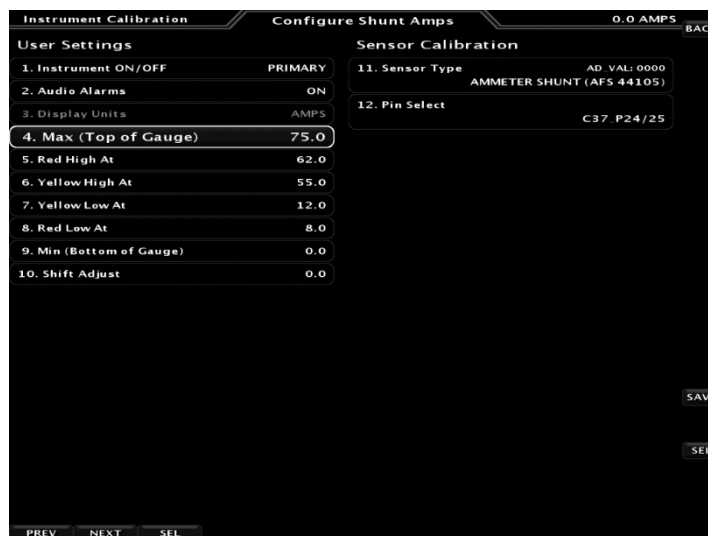 Instrument Calibration
Configure Shunt Amps
0.0 AMPS
User Settings
1. Instrument ON/OFF PRIMARY
2. Audio Alarms ON
3. Display Units AMPS
4. Max (Top of Gauge) 75.0
5. Red High At 62.0
6. Yellow High At 55.0
7. Yellow Low At 12.0
8. Red Low At 8.0
9. Min (Bottom of Gauge) 0.0
10. Shift Adjust 0.0
Sensor Calibration
11. Sensor Type AD_VAL: 0000
AMMETER SHUNT (AFS 44105)
12. Pin Select
C37_P24/25
BAC
SAV
SEL
PREV NEXT SEL